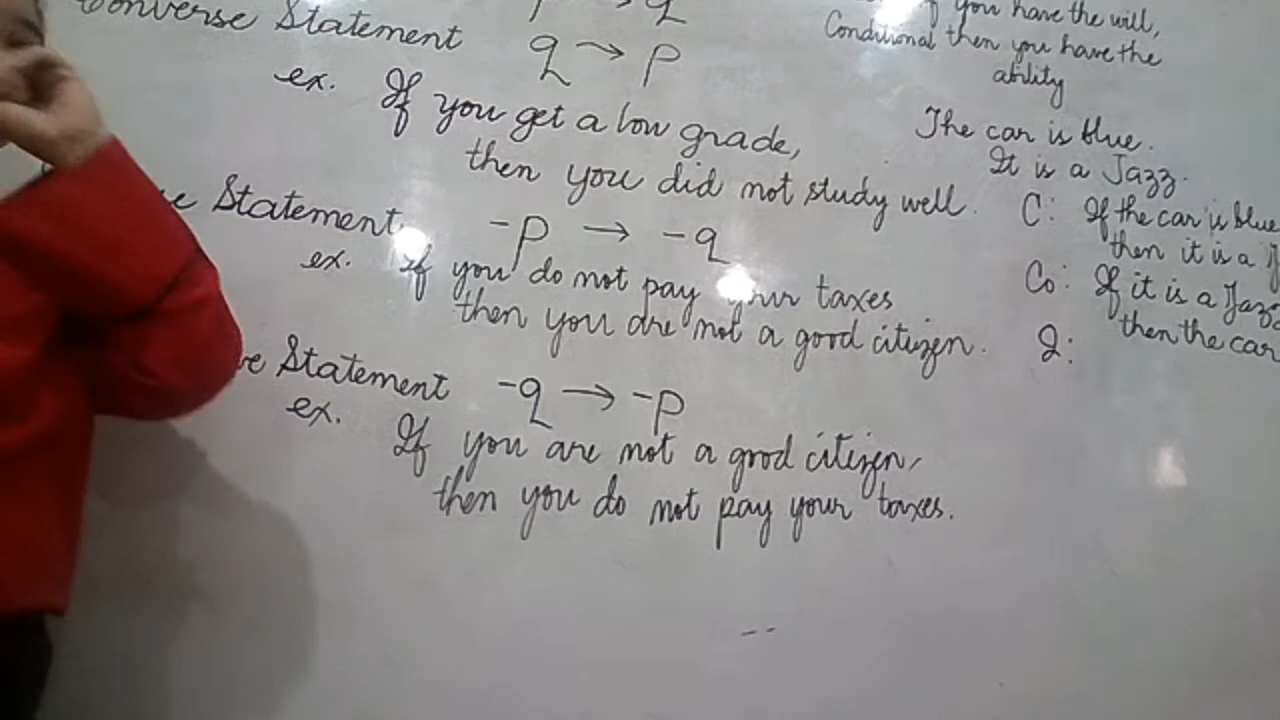 Converse Statement
p → q
q → p
ex. If you get a low grade,
then you did not study well.
Statement -p → -q
ex. If you do not pay your taxes
then you are not a good citizen.
Statement -q → -p
ex. If you are not a good citizen,
then you do not pay your taxes.
you have the will,
Conditional then you have the
ability
The car is blue.
It is a Jazz.
C: If the car is blue
then it is a J
Co: If it is a Jazz
then the car
I: